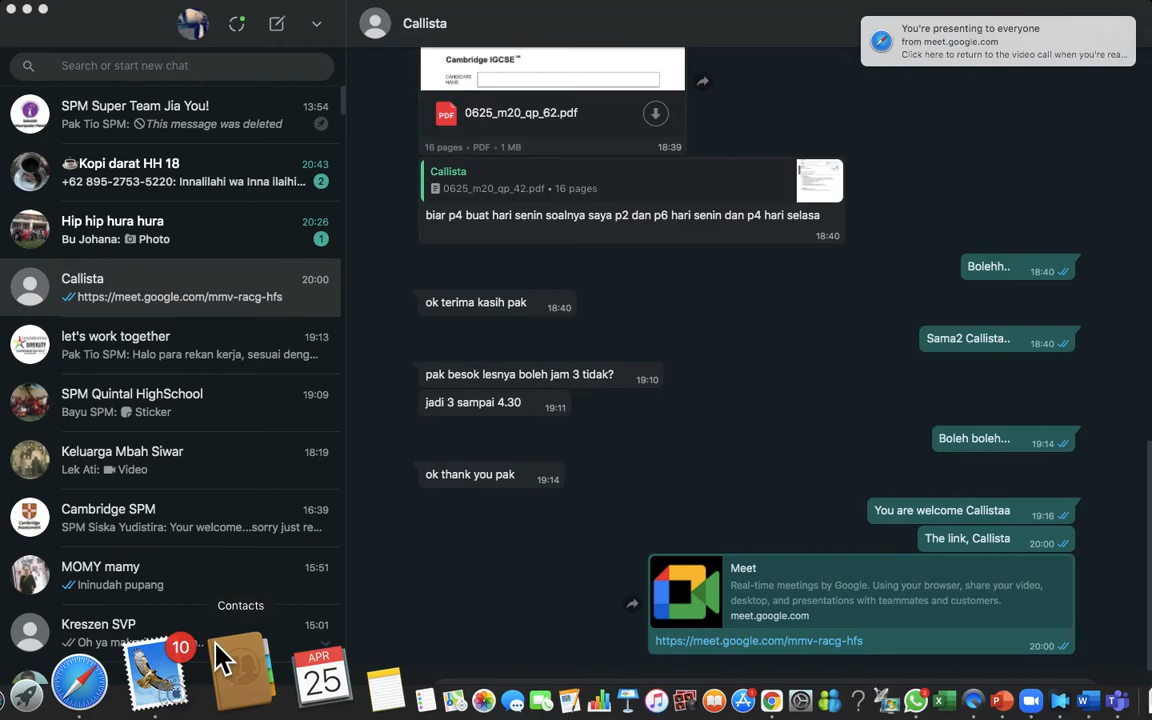 Search or start new chat
SPM Super Team Jia You!
13:54
Pak Tio SPM: This message was deleted
Kopi darat HH 18
20:43
+62 895-2753-5220: Innalilahi wa Inna ilaihi...
2
Hip hip hura hura
20:26
Bu Johana: Photo
1
Callista
20:00
https://meet.google.com/mmv-racg-hfs
let's work together
19:13
Pak Tio SPM: Halo para rekan kerja, sesuai deng...
SPM Quintal HighSchool
19:09
Bayu SPM: Sticker
Keluarga Mbah Siwar
18:19
Lek Ati: Video
Cambridge SPM
16:39
SPM Siska Yudistira: Your welcome...sorry just re...
MOMY mamy
15:51
Ininudah pupang
Contacts
Kreszen SVP
15:01
Oh ya
Callista
You're presenting to everyone
from meet.google.com
Click here to return to the video call when you're rea...
Cambridge IGCSE™
CANDIDATE
NAME
PDF
0625_m20_qp_62.pdf
16 pages • PDF • 1 MB
18:39
Callista
0625_m20_qp_42.pdf • 16 pages
biar p4 buat hari senin soalnya saya p2 dan p6 hari senin dan p4 hari selasa
18:40
Bolehh..
18:40
ok terima kasih pak
18:40
Sama2 Callista..
18:40
pak besok lesnya boleh jam 3 tidak?
19:10
jadi 3 sampai 4.30
19:11
Boleh boleh...
19:14
ok thank you pak
19:14
You are welcome Callistaa
19:16
The link, Callista
20:00
Meet
Real-time meetings by Google. Using your browser, share your video,
desktop, and presentations with teammates and customers.
meet.google.com
https://meet.google.com/mmv-racg-hfs
20:00
10
APR
25